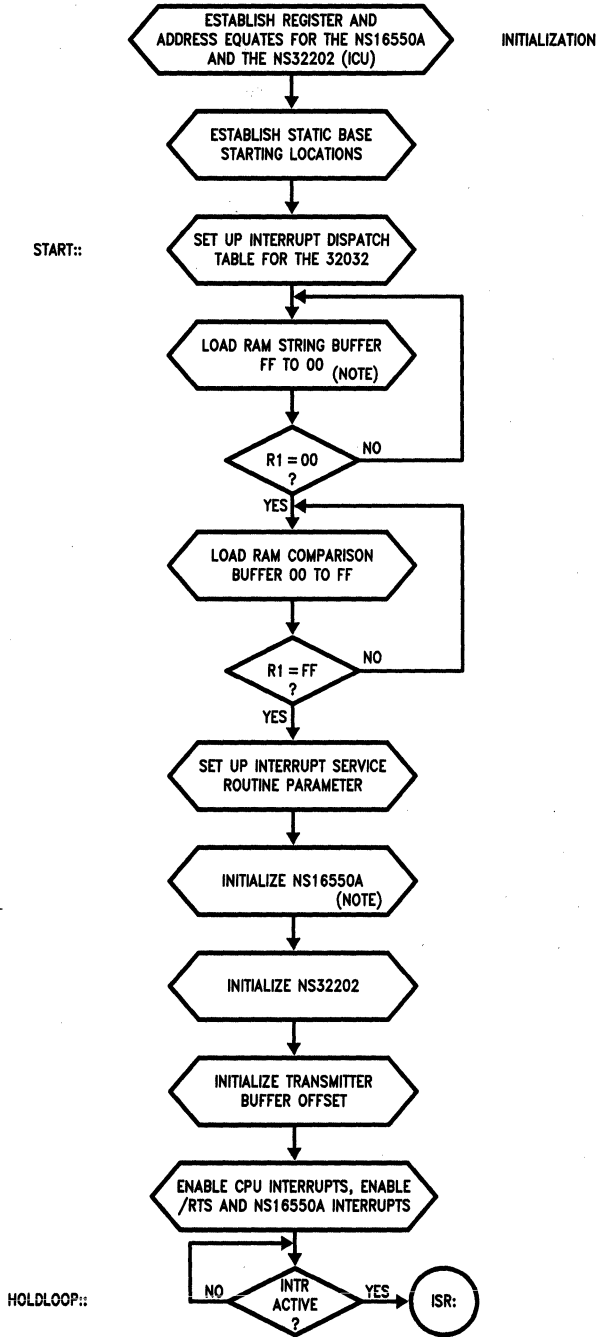 ESTABLISH REGISTER AND
ADDRESS EQUATES FOR THE NS16550A
AND THE NS32202 (ICU)
INITIALIZATION
ESTABLISH STATIC BASE
STARTING LOCATIONS
START::
SET UP INTERRUPT DISPATCH
TABLE FOR THE 32032
LOAD RAM STRING BUFFER
FF TO 00
(NOTE)
R1 = 00
?
NO
YES
LOAD RAM COMPARISON
BUFFER 00 TO FF
R1 = FF
?
NO
YES
SET UP INTERRUPT SERVICE
ROUTINE PARAMETER
INITIALIZE NS16550A
(NOTE)
INITIALIZE NS32202
INITIALIZE TRANSMITTER
BUFFER OFFSET
ENABLE CPU INTERRUPTS, ENABLE
/RTS AND NS16550A INTERRUPTS
HOLDLOOP::
NO
INTR
ACTIVE
?
YES
ISR: